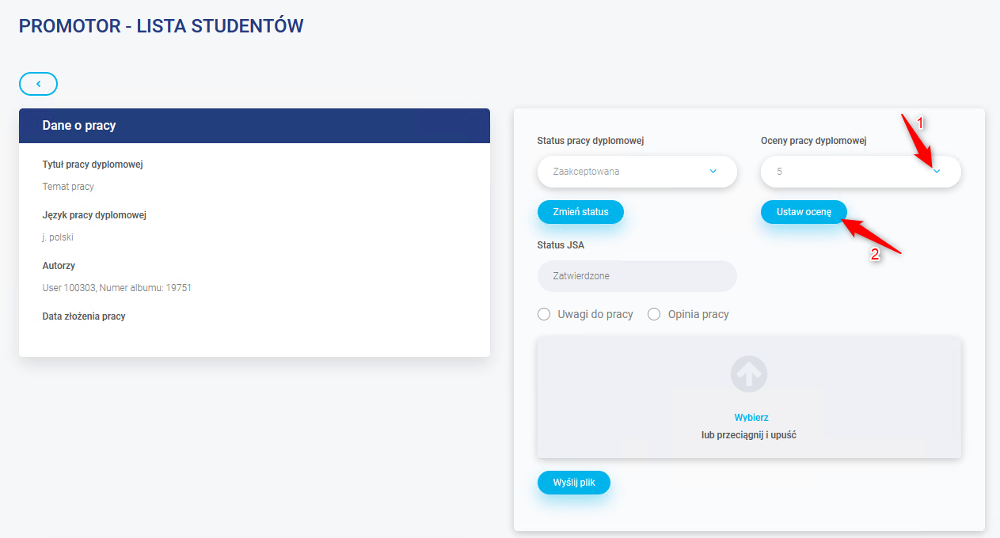 PROMOTOR - LISTA STUDENTÓW
Dane o pracy
Tytuł pracy dyplomowej
Temat pracy
Język pracy dyplomowej
j. polski
Autorzy
User 100303, Numer albumu: 19751
Data złożenia pracy
Status pracy dyplomowej
Zaakceptowana
Zmień status
Oceny pracy dyplomowej
1
5
Ustaw ocenę
2
Status JSA
Zatwierdzone
Uwagi do pracy
Opinia pracy
Wybierz
lub przeciągnij i upuść
Wyślij plik